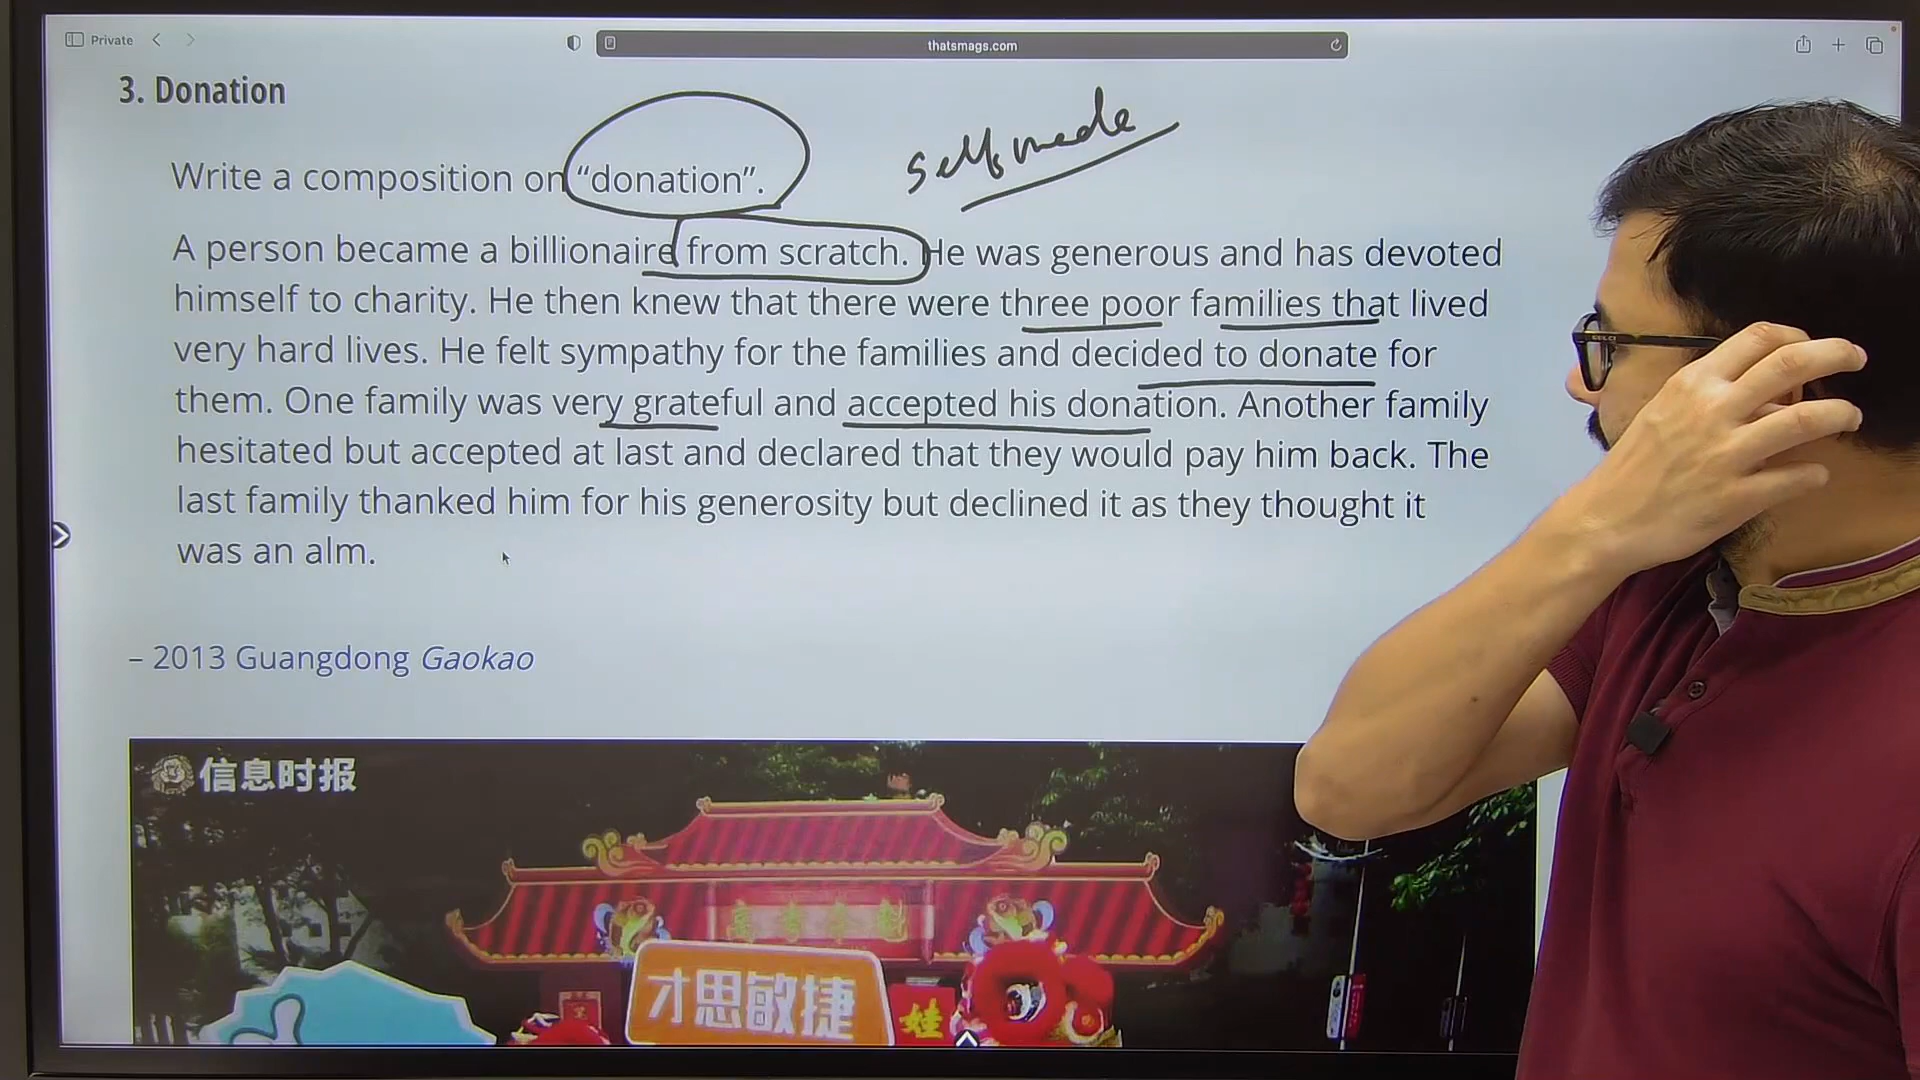 Private
thatsmags.com
3. Donation
Write a composition on “donation”.
self made
A person became a billionaire from scratch. He was generous and has devoted
himself to charity. He then knew that there were three poor families that lived
very hard lives. He felt sympathy for the families and decided to donate for
them. One family was very grateful and accepted his donation. Another family
hesitated but accepted at last and declared that they would pay him back. The
last family thanked him for his generosity but declined it as they thought it
was an alm.
– 2013 Guangdong Gaokao
信息时报
才思敏捷
娃